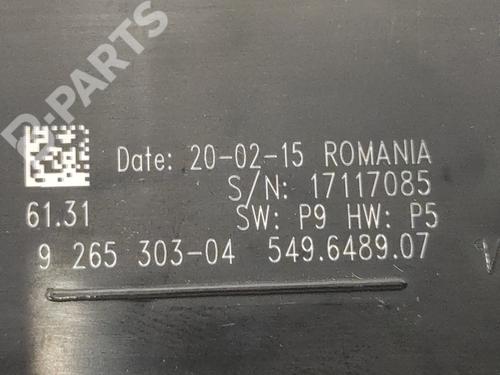 B-PARTS
Date: 20-02-15 ROMANIA
S/N: 17117085
61.31 SW: P9 HW: P5
9 265 303-04 549.6489.07